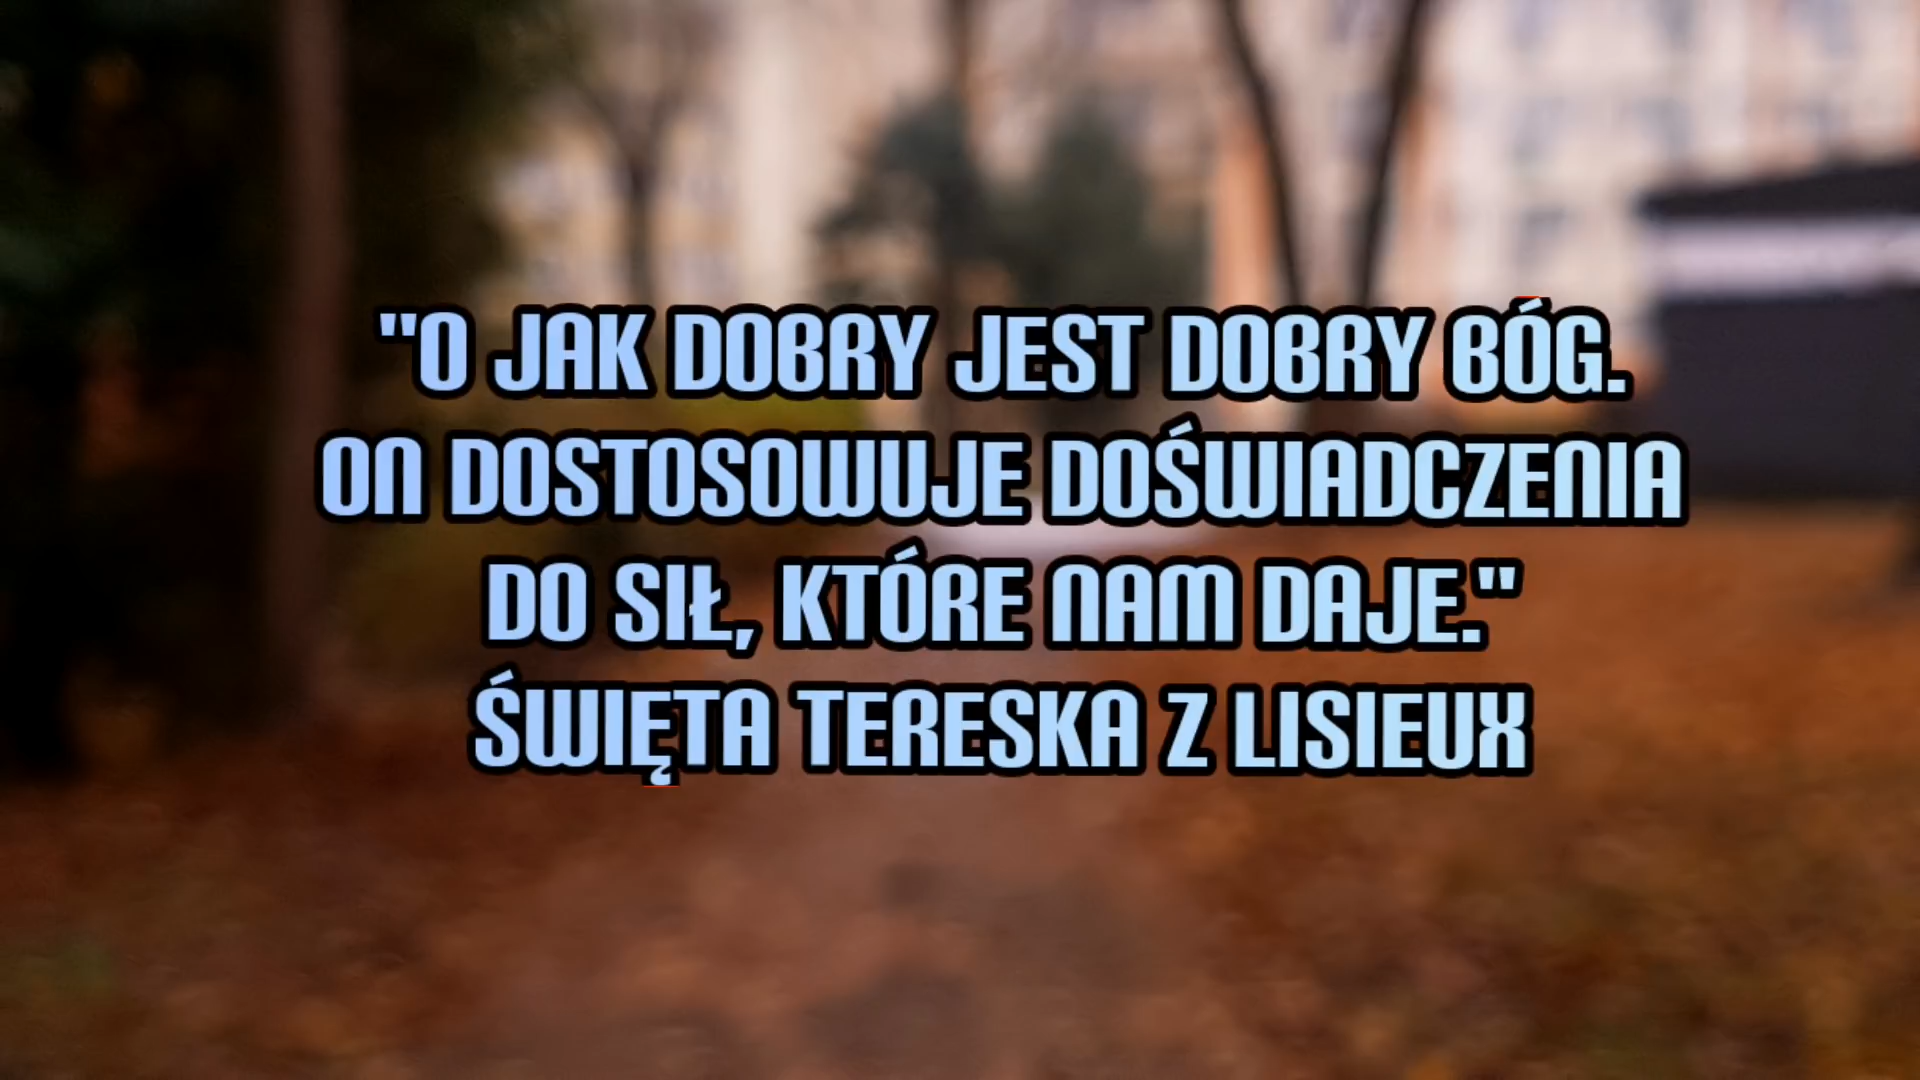 "O JAK DOBRY JEST DOBRY BÓG.
ON DOSTOSOWUJE DOŚWIADCZENIA
DO SIŁ, KTÓRE NAM DAJE."
ŚWIĘTA TERESKA Z LISIEUX